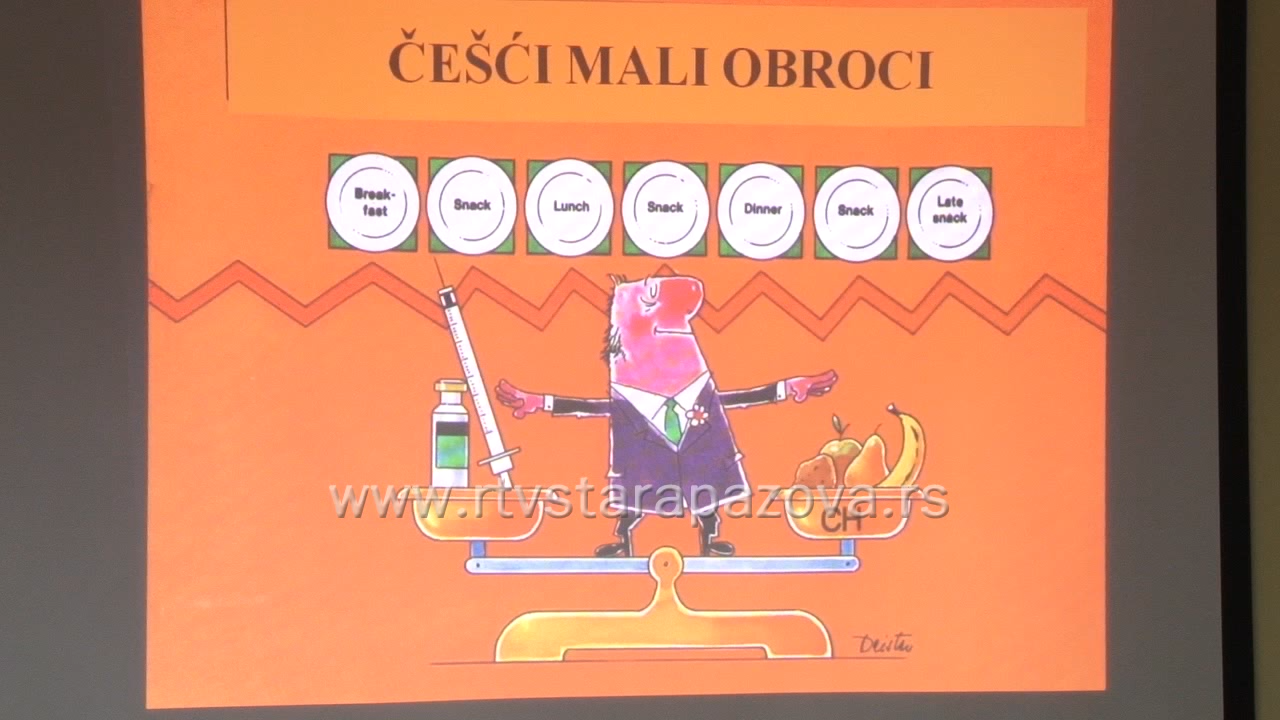 ČEŠĆI MALI OBROCI
Break-
fast
Snack
Lunch
Snack
Dinner
Snack
Late
snack
www.rtvstarapazova.rs
CH